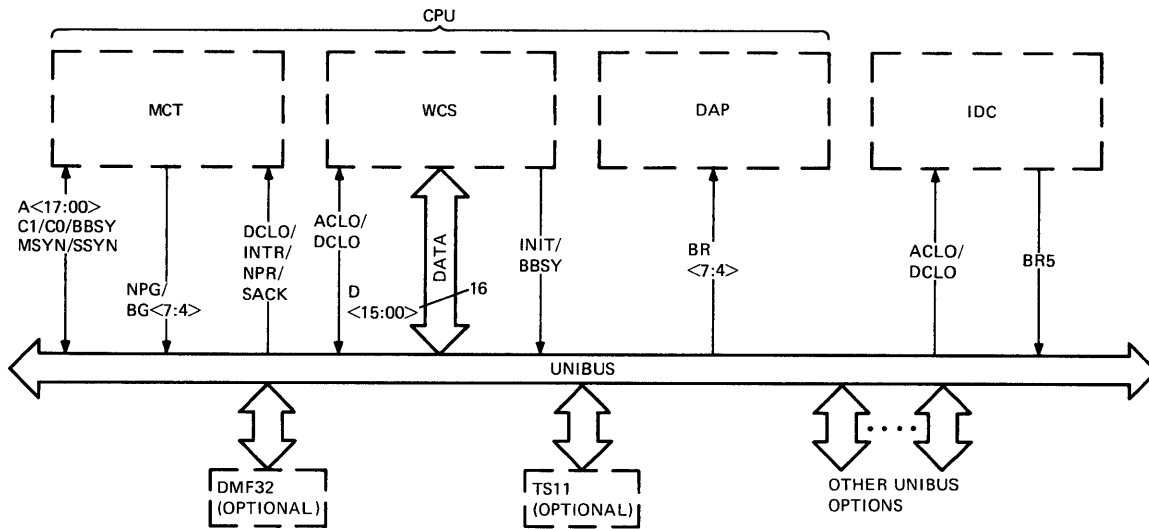 CPU
MCT
WCS
DAP
IDC
A<17:00>
C1/C0/BBSY
MSYN/SSYN
NPG/
BG<7:4>
DCLO/
INTR/
NPR/
SACK
ACLO/
DCLO
D
<15:00>
DATA
16
INIT/
BBSY
BR
<7:4>
ACLO/
DCLO
BR5
UNIBUS
DMF32
(OPTIONAL)
TS11
(OPTIONAL)
OTHER UNIBUS
OPTIONS